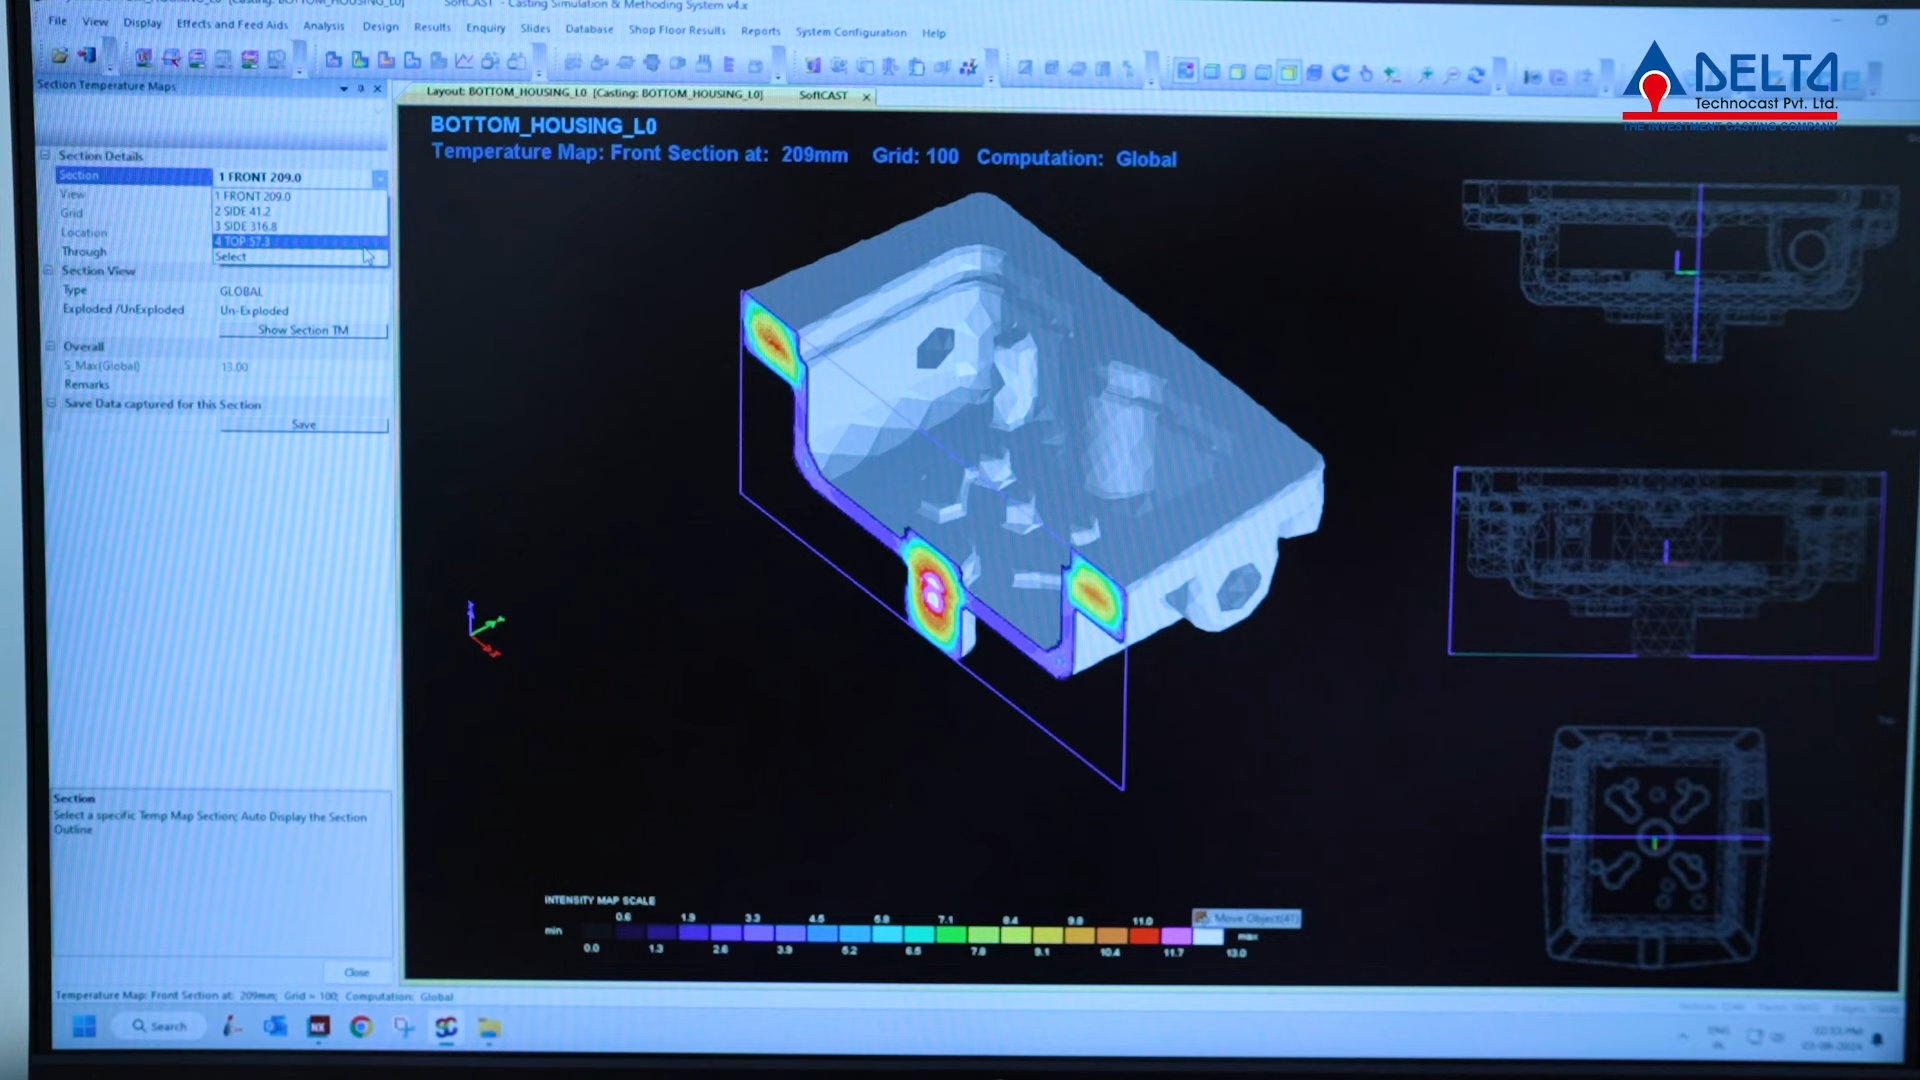 SoftCAST - Casting Simulation & Methoding System v4.x
File View Display Effects and Feed Aids Analysis Design Results Enquiry Slides Database Shop Floor Results Reports System Configuration Help
DELTA
Technocast Pvt. Ltd.
THE INVESTMENT CASTING COMPANY
Section Temperature Maps
Layout: BOTTOM_HOUSING_L0 [Casting: BOTTOM_HOUSING_L0] SoftCAST
BOTTOM_HOUSING_L0
Temperature Map: Front Section at: 209mm Grid: 100 Computation: Global
Section Details
Section 1 FRONT 209.0
View 1 FRONT 209.0
Grid 2 SIDE 41.2
3 SIDE 316.8
Location 4 TOP 57.3
Through Select
Section View
Type GLOBAL
Exploded /UnExploded Un-Exploded
Show Section TM
Overall
S_Max(Global) 13.00
Remarks
Save Data captured for this Section
Save
Section
Select a specific Temp Map Section; Auto Display the Section
Outline
Close
INTENSITY MAP SCALE
0.6 1.9 3.3 4.5 5.8 7.1 8.4 9.8 11.0
Move Object(41)
min max
0.0 1.3 2.6 3.9 5.2 6.5 7.8 9.1 10.4 11.7 13.0
Temperature Map: Front Section at: 209mm; Grid = 100; Computation: Global
Search
ENG